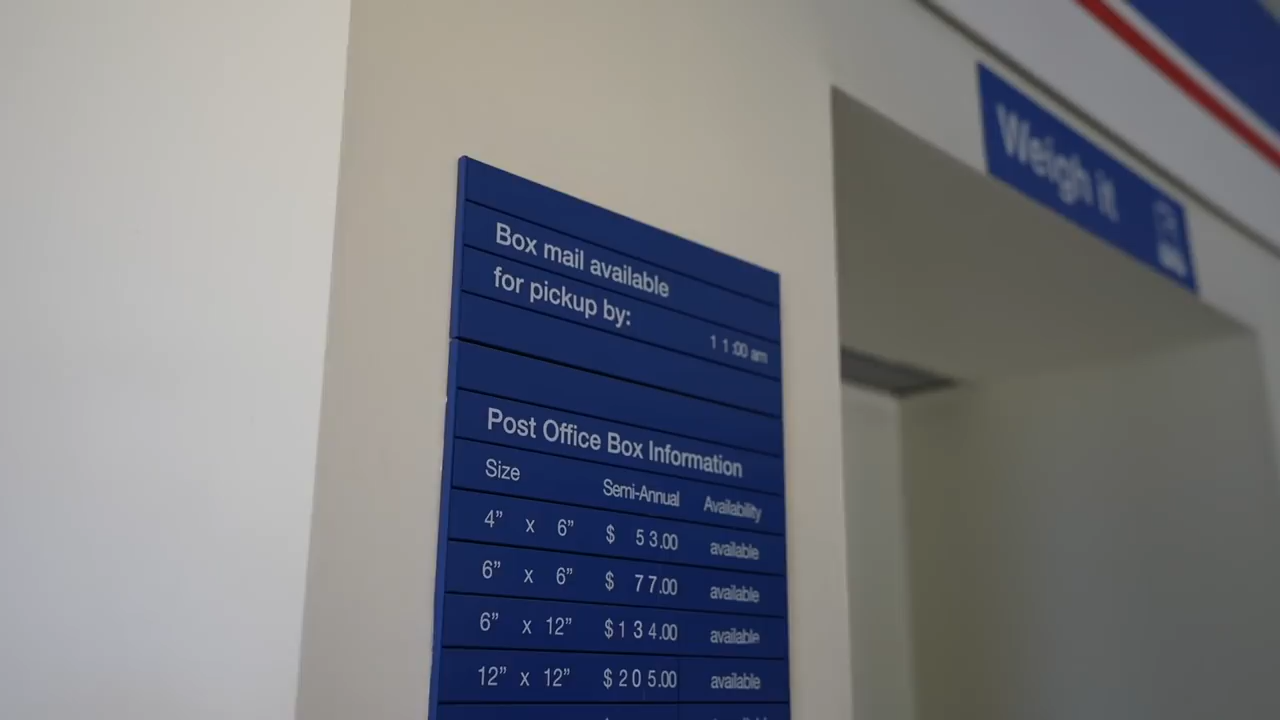 Weigh it
Box mail available
for pickup by:
11:00 am
Post Office Box Information
Size Semi-Annual Availability
4” x 6” $ 53.00 available
6” x 6” $ 77.00 available
6” x 12” $134.00 available
12” x 12” $205.00 available